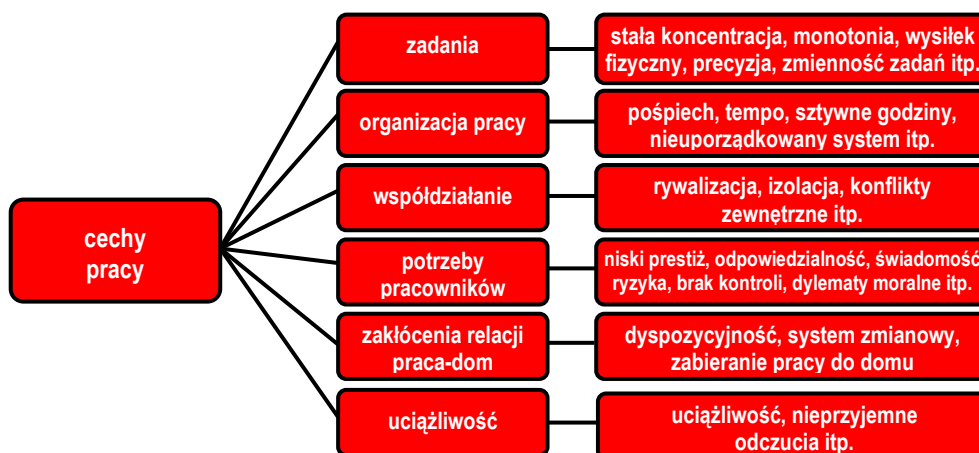 cechy
pracy
zadania
stała koncentracja, monotonia, wysiłek
fizyczny, precyzja, zmienność zadań itp.
organizacja pracy
pośpiech, tempo, sztywne godziny,
nieuporządkowany system itp.
współdziałanie
rywalizacja, izolacja, konflikty
zewnętrzne itp.
potrzeby
pracowników
niski prestiż, odpowiedzialność, świadomość
ryzyka, brak kontroli, dylematy moralne itp.
zakłócenia relacji
praca-dom
dyspozycyjność, system zmianowy,
zabieranie pracy do domu
uciążliwość
uciążliwość, nieprzyjemne
odczucia itp.